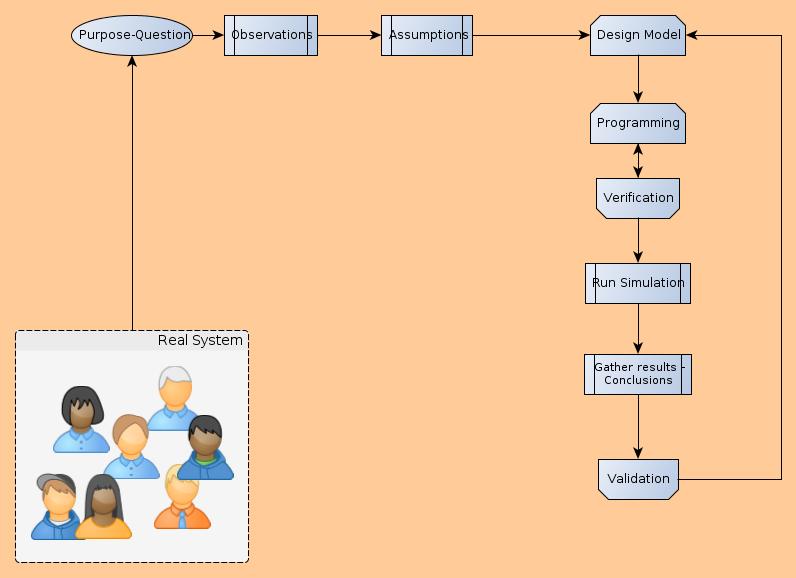 Purpose-Question
Observations
Assumptions
Design Model
Programming
Verification
Run Simulation
Real System
Gather results -
Conclusions
Validation